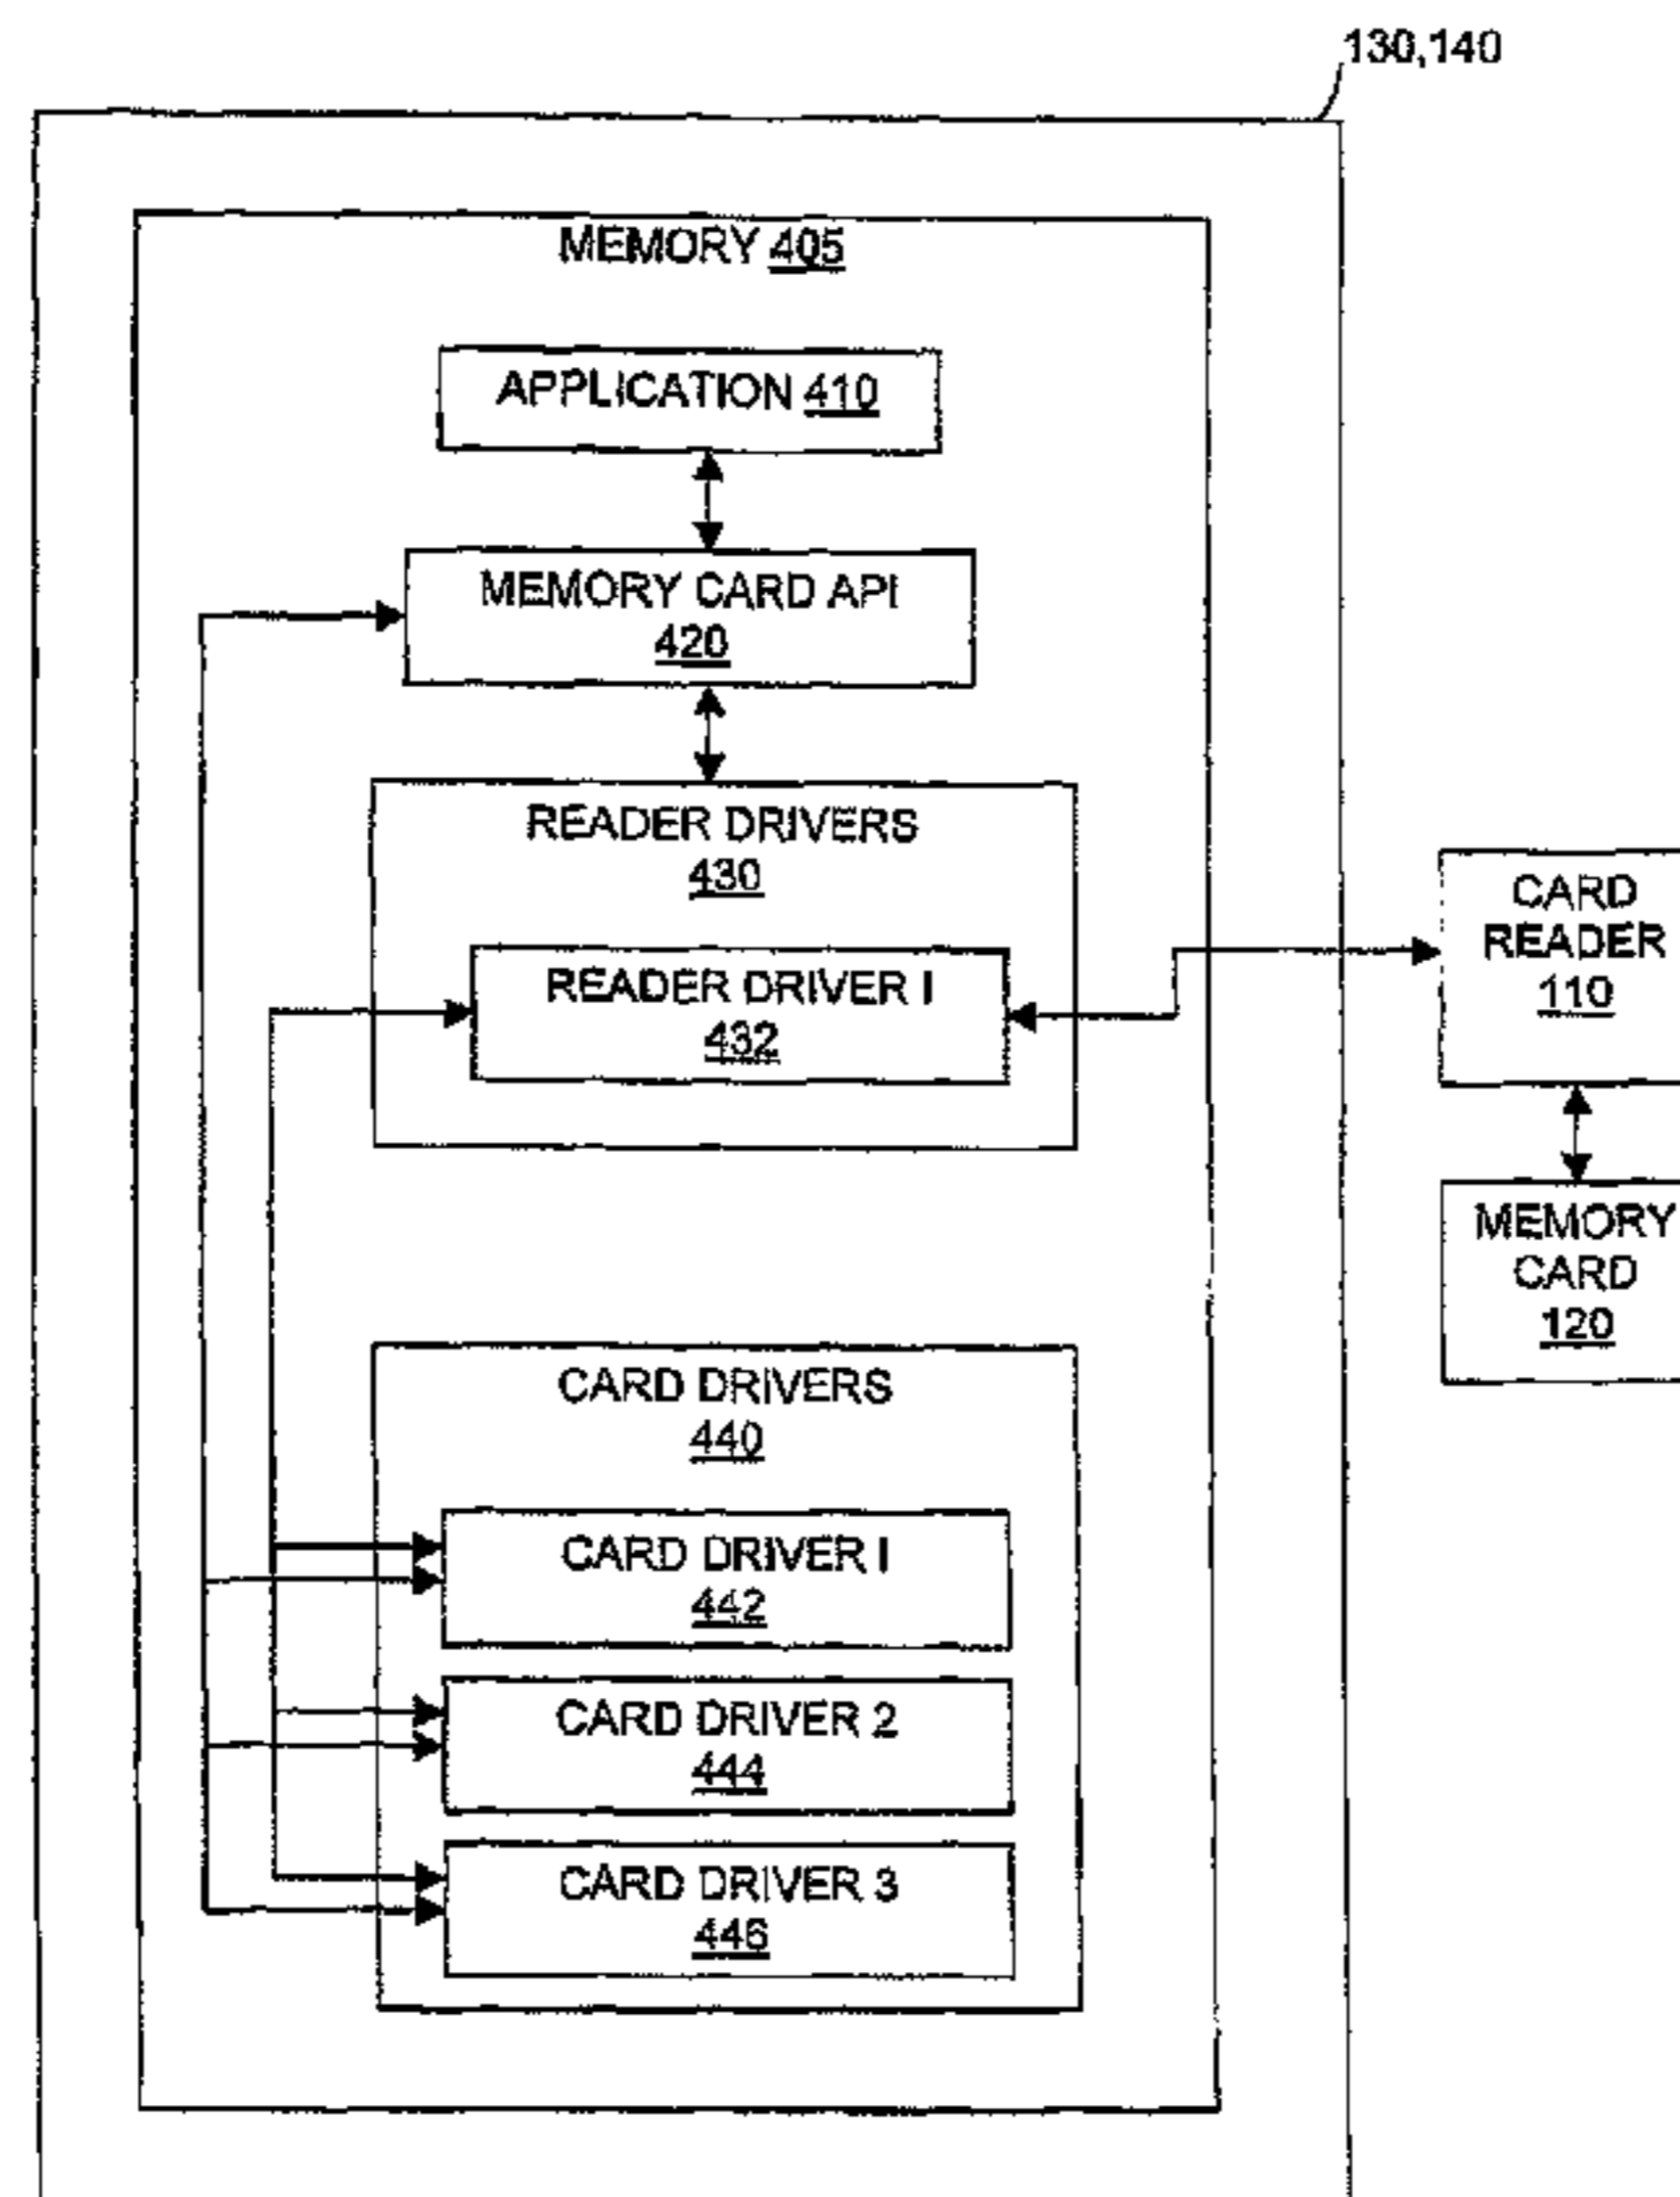 130,140
MEMORY 405
APPLICATION 410
MEMORY CARD API
420
READER DRIVERS
430
READER DRIVER I
432
CARD
READER
110
MEMORY
CARD
120
CARD DRIVERS
440
CARD DRIVER I
442
CARD DRIVER 2
444
CARD DRIVER 3
446